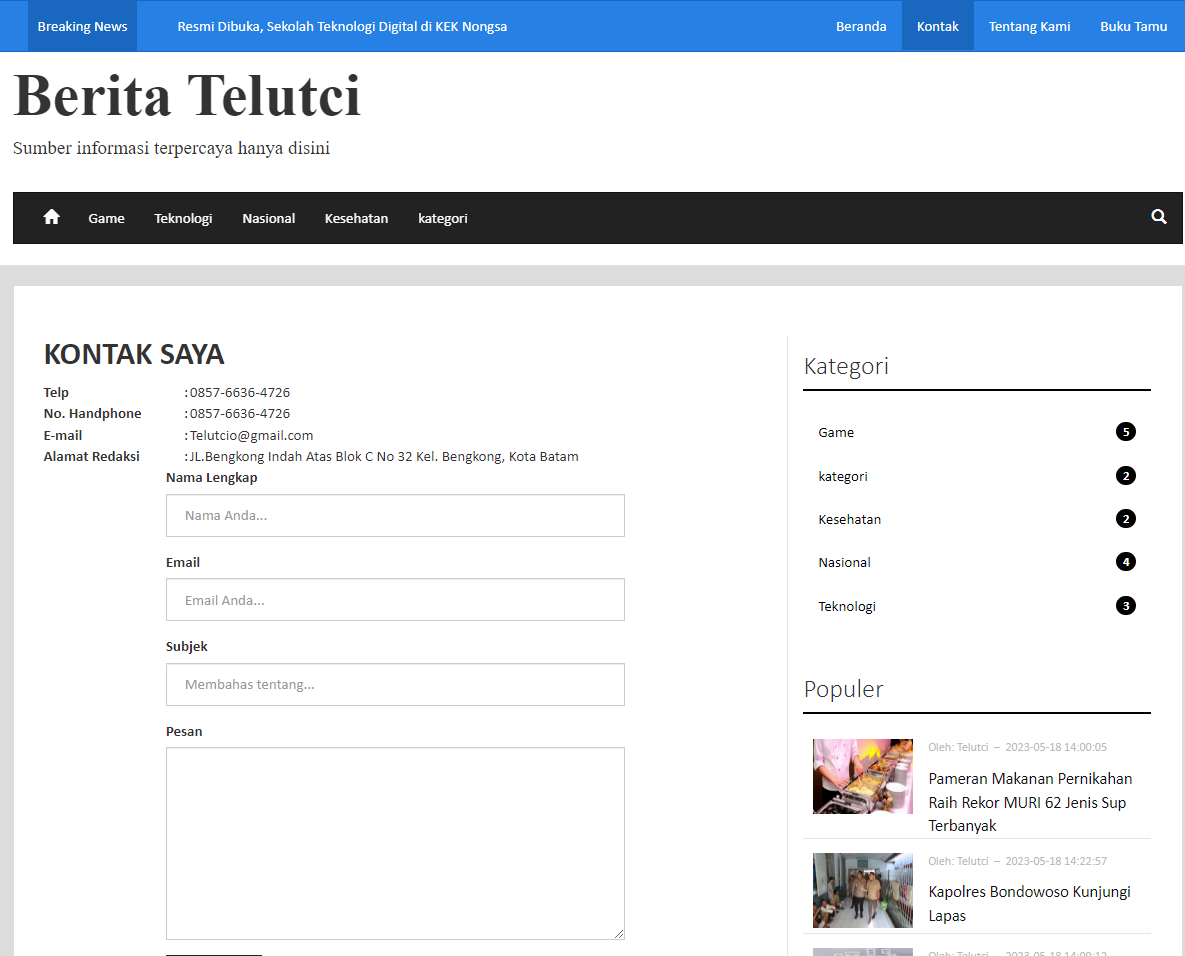 Breaking News
Resmi Dibuka, Sekolah Teknologi Digital di KEK Nongsa
Beranda
Kontak
Tentang Kami
Buku Tamu
Berita Telutci
Sumber informasi terpercaya hanya disini
Game
Teknologi
Nasional
Kesehatan
kategori
KONTAK SAYA
Telp : 0857-6636-4726
No. Handphone : 0857-6636-4726
E-mail : Telutcio@gmail.com
Alamat Redaksi : JL.Bengkong Indah Atas Blok C No 32 Kel. Bengkong, Kota Batam
Nama Lengkap
Nama Anda...
Email
Email Anda...
Subjek
Membahas tentang...
Pesan
Kategori
Game 5
kategori 2
Kesehatan 2
Nasional 4
Teknologi 3
Populer
Oleh: Telutci – 2023-05-18 14:00:05
Pameran Makanan Pernikahan
Raih Rekor MURI 62 Jenis Sup
Terbanyak
Oleh: Telutci – 2023-05-18 14:22:57
Kapolres Bondowoso Kunjungi
Lapas
Oleh: Telutci – 2023-05-18